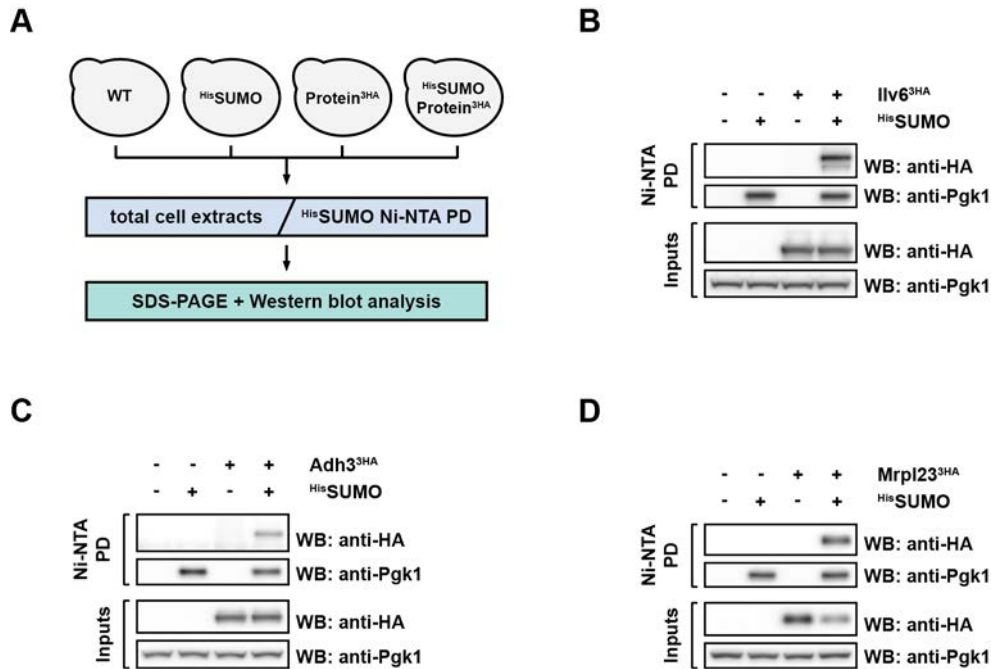 A
WT
HisSUMO
Protein3HA
HisSUMO
Protein3HA
total cell extracts / HisSUMO Ni-NTA PD
SDS-PAGE + Western blot analysis
B
- - + + Ilv63HA
- + - + HisSUMO
Ni-NTA
PD
WB: anti-HA
WB: anti-Pgk1
Inputs
WB: anti-HA
WB: anti-Pgk1
C
- - + + Adh33HA
- + - + HisSUMO
Ni-NTA
PD
WB: anti-HA
WB: anti-Pgk1
Inputs
WB: anti-HA
WB: anti-Pgk1
D
- - + + Mrpl233HA
- + - + HisSUMO
Ni-NTA
PD
WB: anti-HA
WB: anti-Pgk1
Inputs
WB: anti-HA
WB: anti-Pgk1